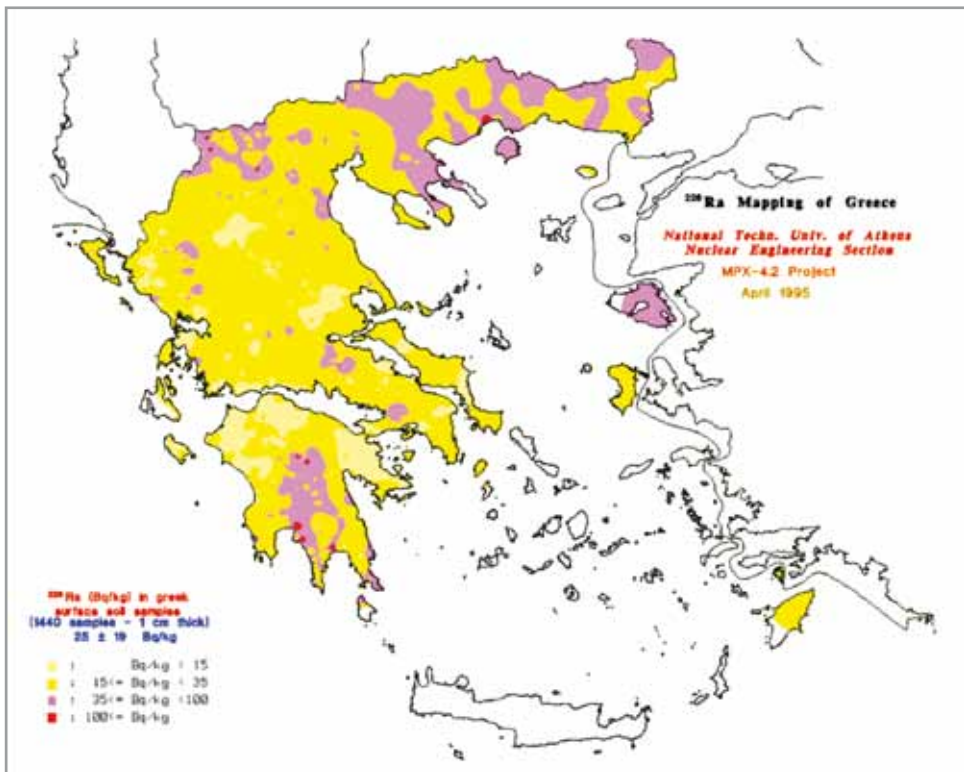 ²²⁶Ra Mapping of Greece
National Techn. Univ. of Athens
Nuclear Engineering Section
MPX-4.2 Project
April 1995
²²⁶Ra (Bq/kg) in greek
surface soil samples
(1440 samples - 1 cm thick)
25 ± 19 Bq/kg
: Bq/kg < 15
: 15<= Bq/kg < 35
: 35<= Bq/kg <100
: 100<= Bq/kg